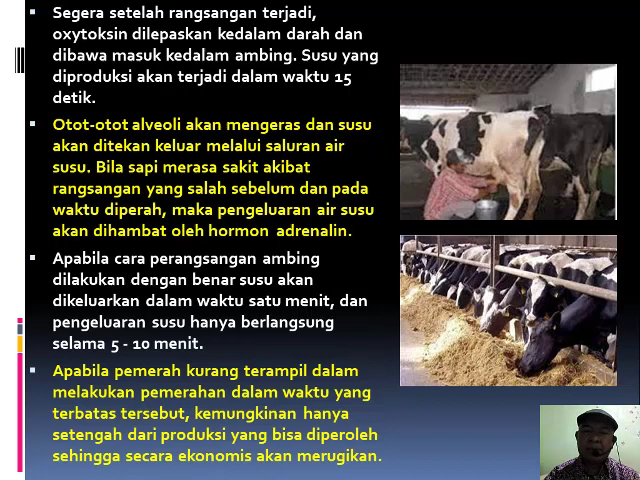 Segera setelah rangsangan terjadi,
oxytoksin dilepaskan kedalam darah dan
dibawa masuk kedalam ambing. Susu yang
diproduksi akan terjadi dalam waktu 15
detik.
Otot-otot alveoli akan mengeras dan susu
akan ditekan keluar melalui saluran air
susu. Bila sapi merasa sakit akibat
rangsangan yang salah sebelum dan pada
waktu diperah, maka pengeluaran air susu
akan dihambat oleh hormon adrenalin.
Apabila cara perangsangan ambing
dilakukan dengan benar susu akan
dikeluarkan dalam waktu satu menit, dan
pengeluaran susu hanya berlangsung
selama 5 - 10 menit.
Apabila pemerah kurang terampil dalam
melakukan pemerahan dalam waktu yang
terbatas tersebut, kemungkinan hanya
setengah dari produksi yang bisa diperoleh
sehingga secara ekonomis akan merugikan.